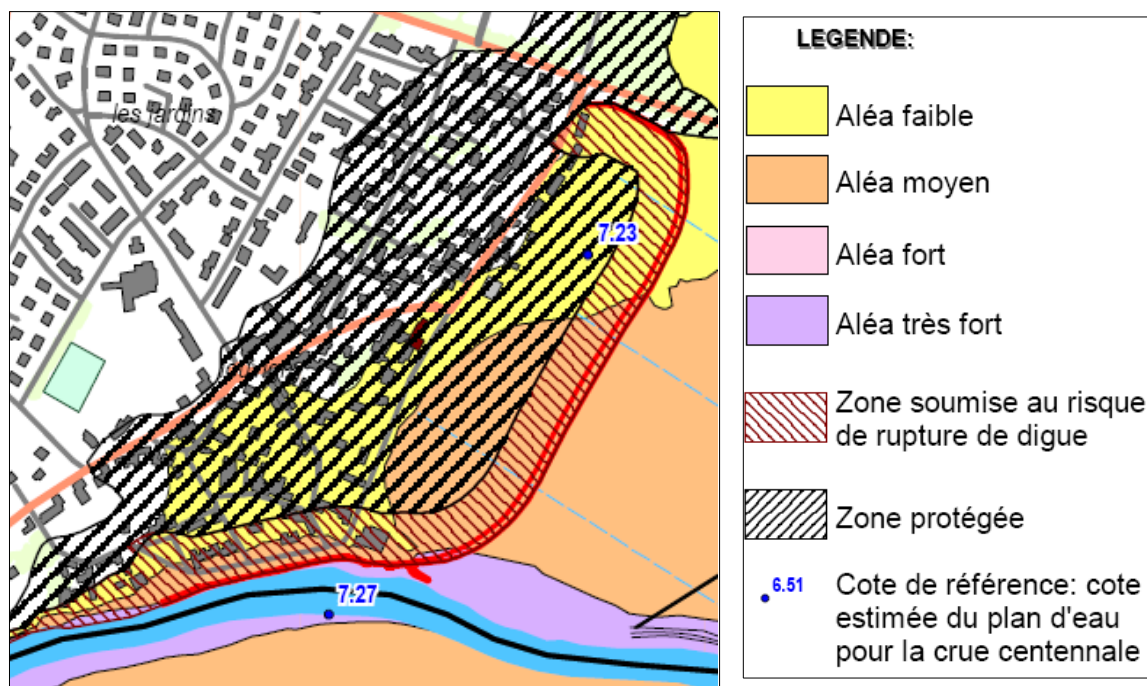 les jardins
7.23
7.27
LEGENDE:
Aléa faible
Aléa moyen
Aléa fort
Aléa très fort
Zone soumise au risque
de rupture de digue
Zone protégée
6.51
Cote de référence: cote
estimée du plan d'eau
pour la crue centennale